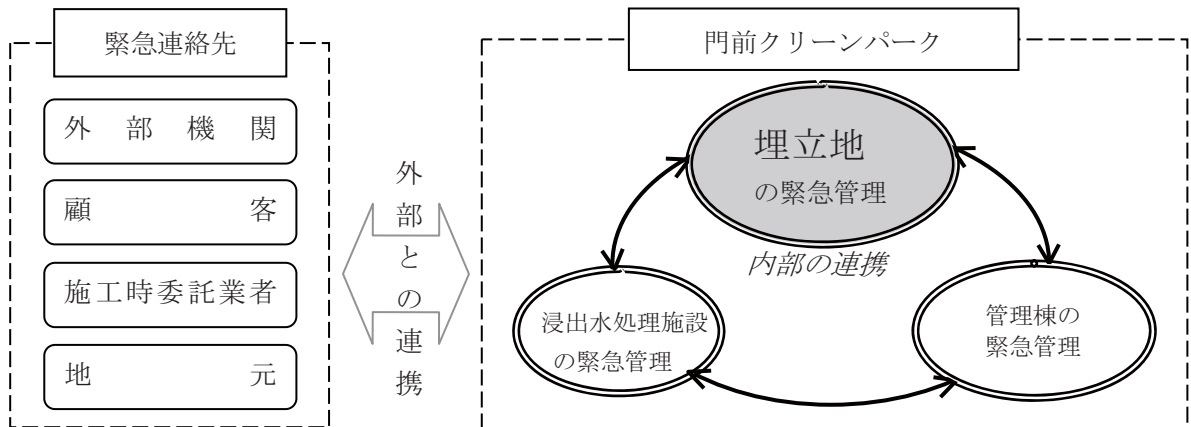 緊急連絡先
外部機関
顧客
施工時委託業者
地元
外部との連携
門前クリーンパーク
埋立地
の緊急管理
内部の連携
浸出水処理施設
の緊急管理
管理棟の
緊急管理